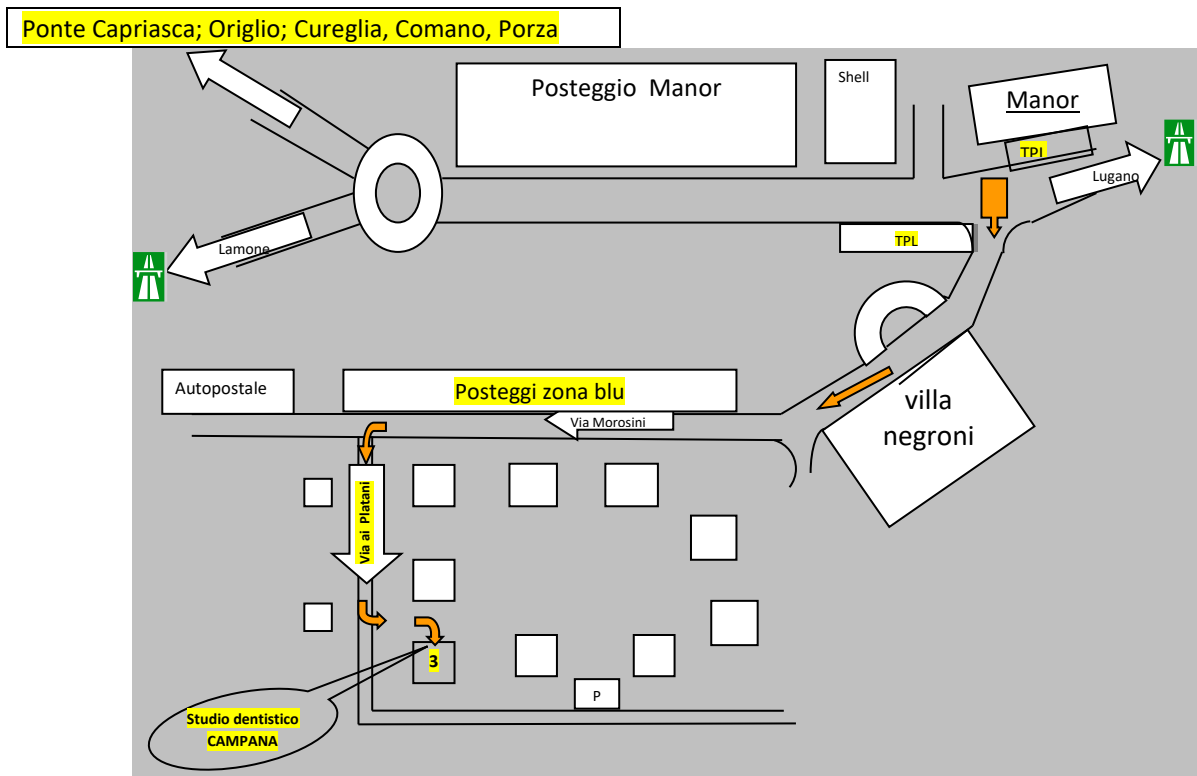 Ponte Capriasca; Origlio; Cureglia, Comano, Porza
Posteggio Manor
Shell
Manor
TPL
Lugano
Lamone
TPL
Autopostale
Posteggi zona blu
Via Morosini
villa
negroni
Via ai Platani
3
P
Studio dentistico
CAMPANA